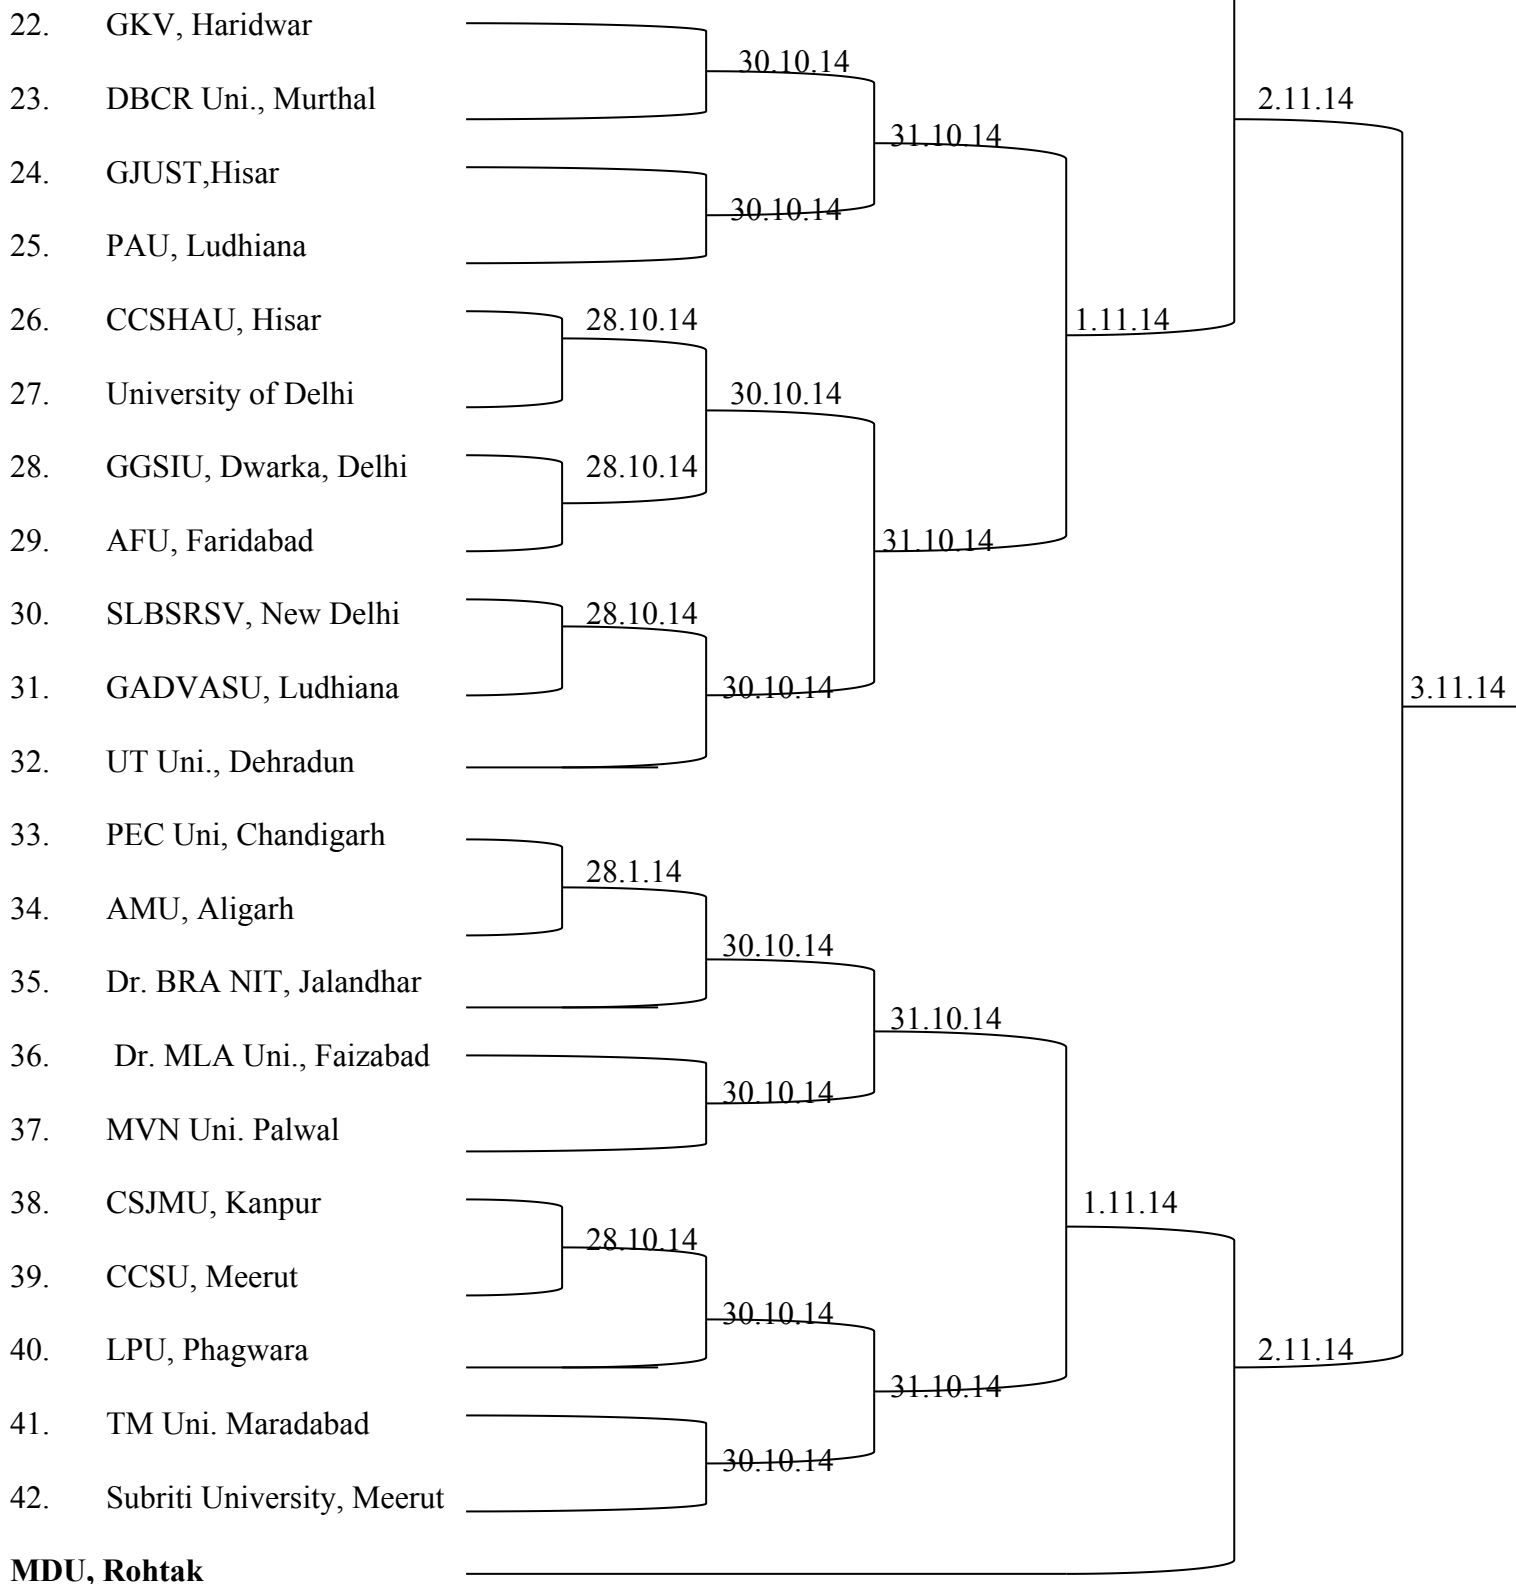 22. GKV, Haridwar
30.10.14
23. DBCR Uni., Murthal 2.11.14
31.10.14
24. GJUST,Hisar
30.10.14
25. PAU, Ludhiana
26. CCSHAU, Hisar 28.10.14 1.11.14
27. University of Delhi 30.10.14
28. GGSIU, Dwarka, Delhi 28.10.14
29. AFU, Faridabad 31.10.14
30. SLBSRSV, New Delhi 28.10.14
31. GADVASU, Ludhiana 30.10.14 3.11.14
32. UT Uni., Dehradun
33. PEC Uni, Chandigarh
28.1.14
34. AMU, Aligarh
30.10.14
35. Dr. BRA NIT, Jalandhar
31.10.14
36. Dr. MLA Uni., Faizabad
30.10.14
37. MVN Uni. Palwal
38. CSJMU, Kanpur 1.11.14
28.10.14
39. CCSU, Meerut
30.10.14
40. LPU, Phagwara 2.11.14
31.10.14
41. TM Uni. Maradabad
30.10.14
42. Subriti University, Meerut
MDU, Rohtak